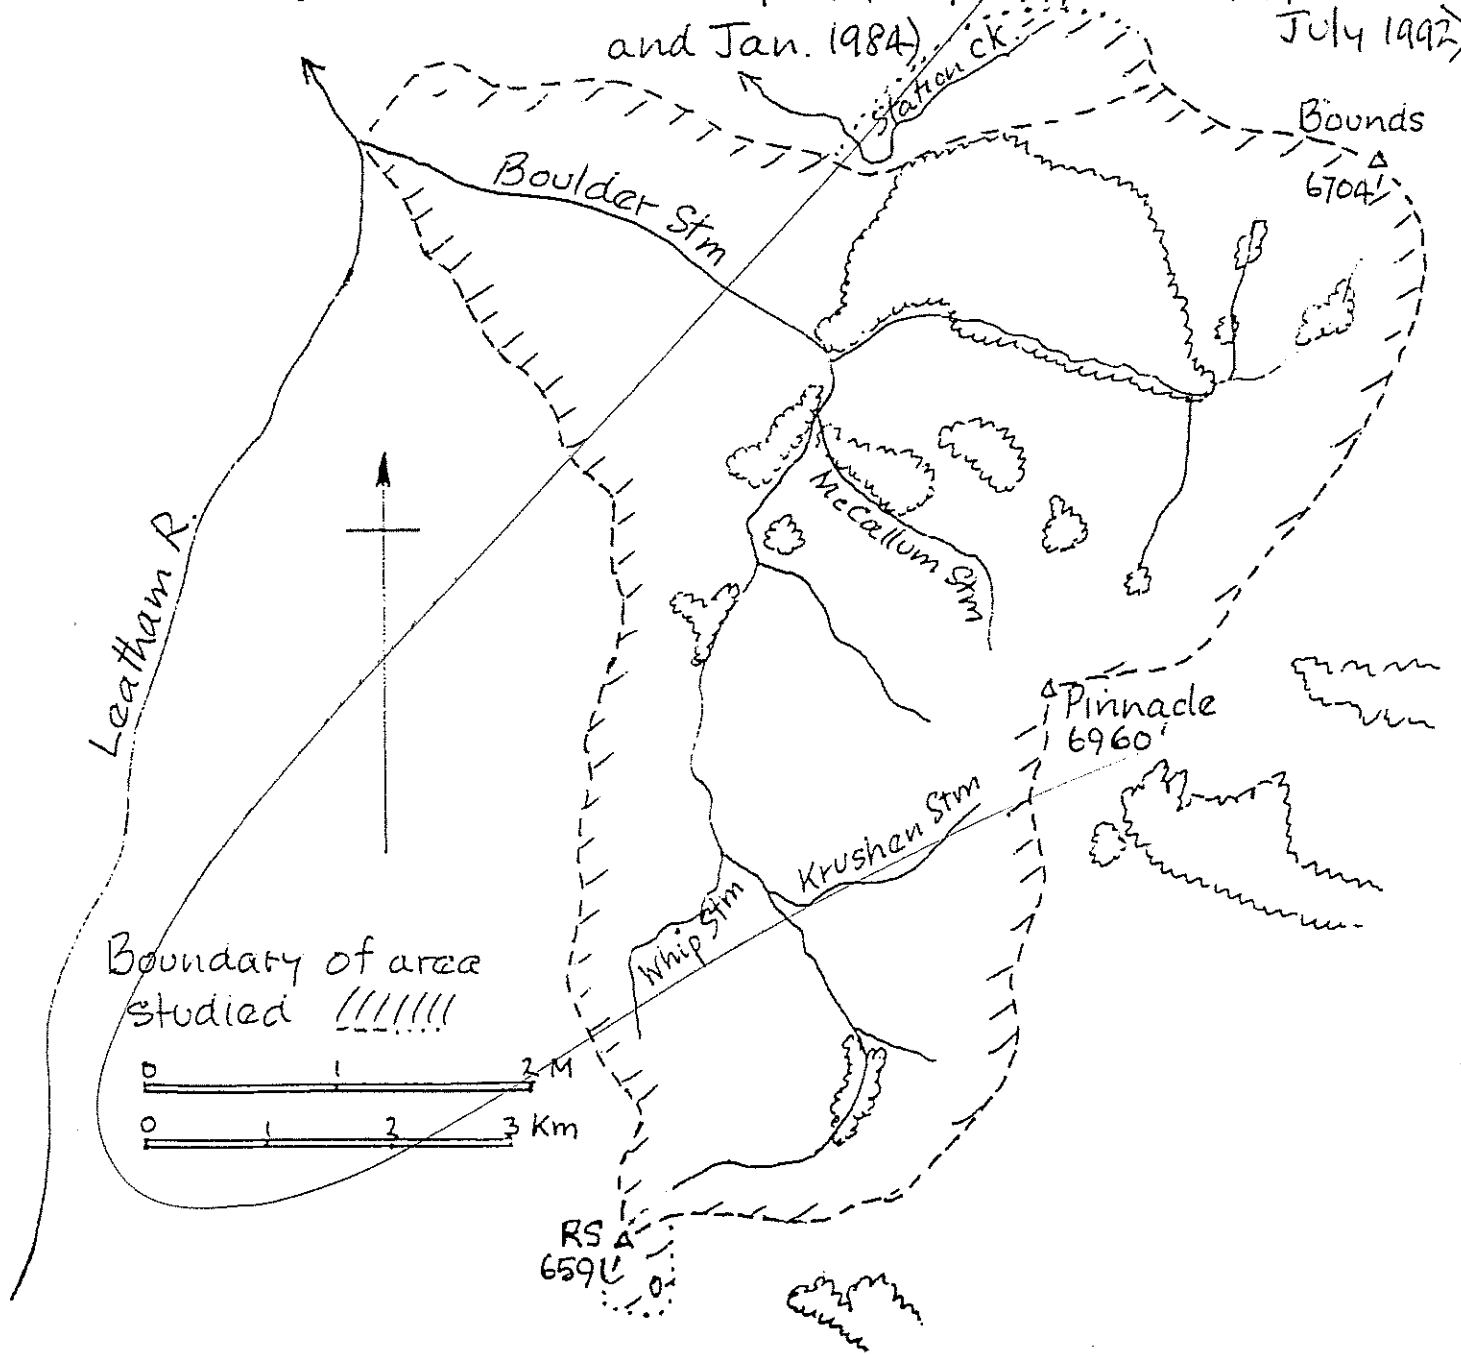 and Jan. 1984)
July 1992)
Station Ck.
Bounds
6704'
Boulder Stm
McCallum Stm
Leatham R.
Pinnacle
6960'
Krushen Stm
Whip Stm
Boundary of area
studied
0 1 2 M
0 1 2 3 Km
RS
6591'